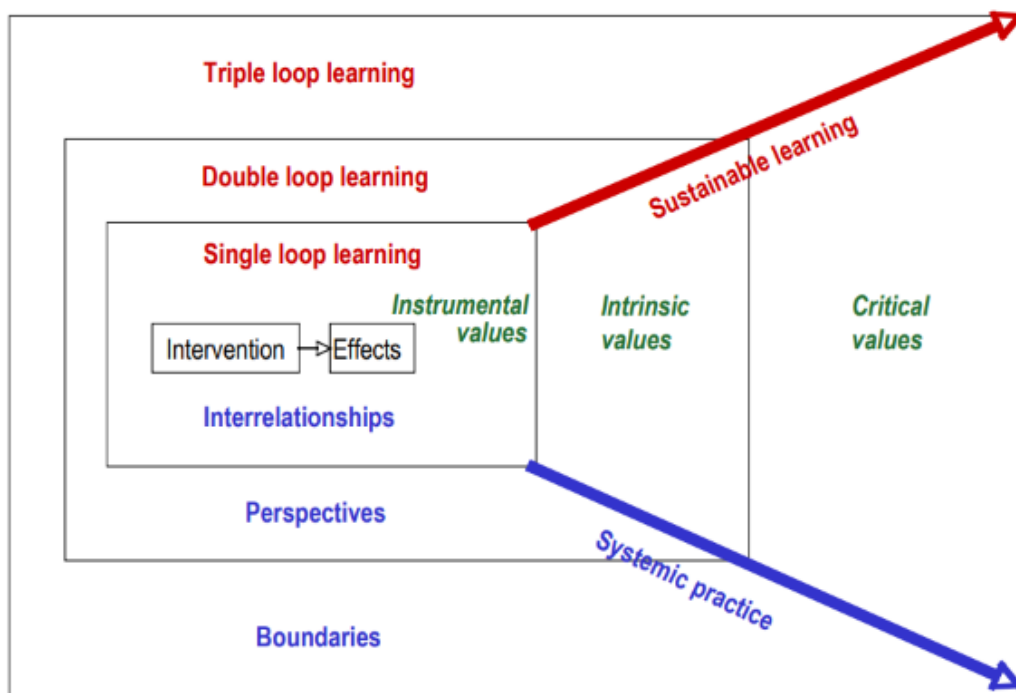 Triple loop learning
Sustainable learning
Double loop learning
Single loop learning
Instrumental
values
Intrinsic
values
Critical
values
Intervention
Effects
Interrelationships
Perspectives
Systemic practice
Boundaries